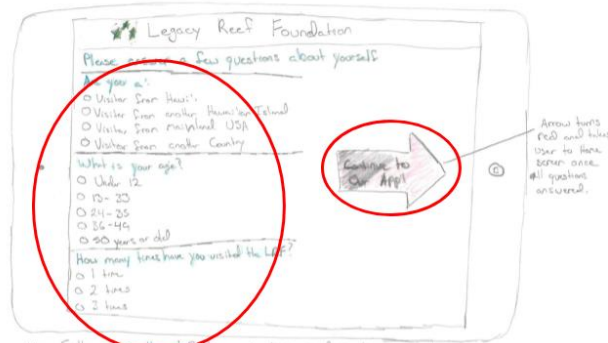 Legacy Reef Foundation
Please answer a few questions about yourself
Are you a:
O Visitor from Hawai'i
O Visitor from another Hawaiian Island
O Visitor from mainland USA
O Visitor from another Country
What is your age?
O Under 12
O 13-23
O 24-35
O 36-49
O 50 years or old
How many times have you visited the LRF?
O 1 time
O 2 times
O 3 times
Continue to
Our App!
Arrow turns
red and takes
user to Home
screen once
all questions
answered.